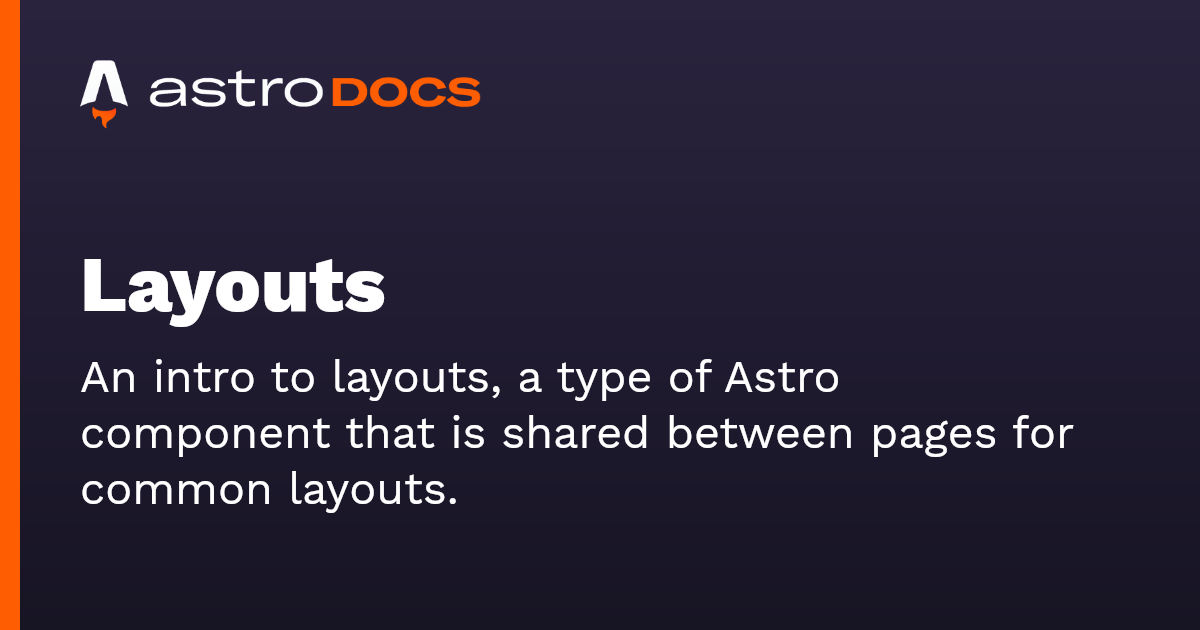 astro DOCS
Layouts
An intro to layouts, a type of Astro
component that is shared between pages for
common layouts.